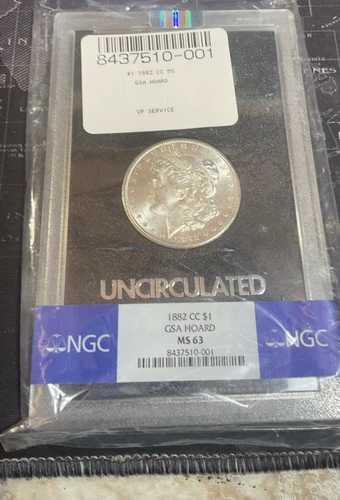 8437510-001
$1 1882 CC MS
GSA HOARD
VP SERVICE
UNCIRCULATED
NGC
1882 CC $1
GSA HOARD
MS 63
8437510-001
NGC